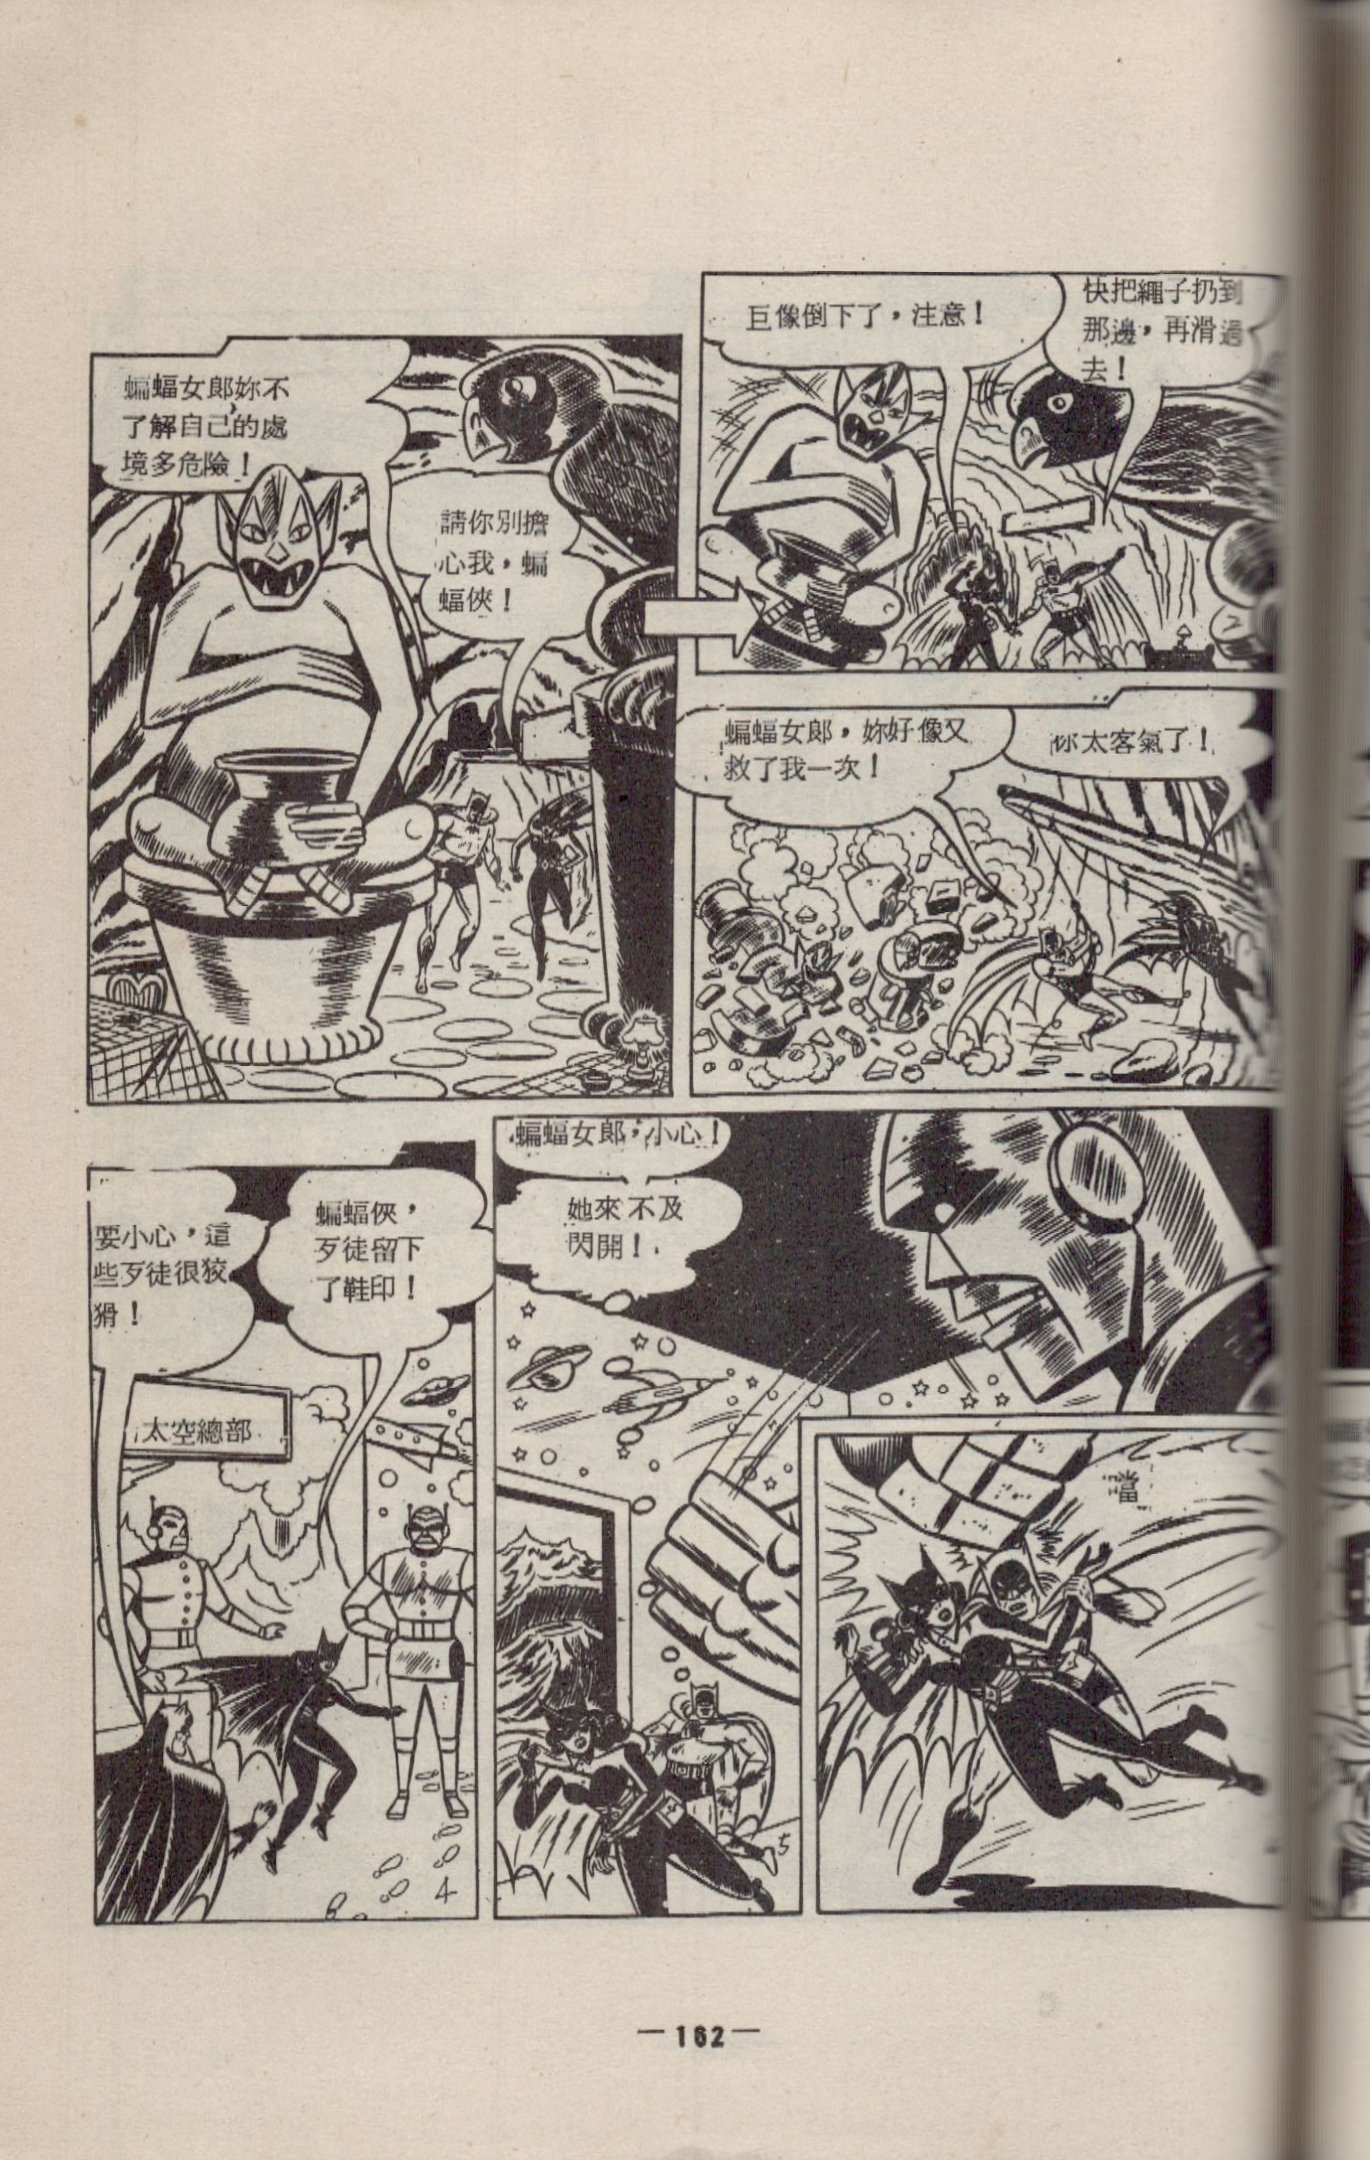 蝙蝠女郎，妳不
了解自己的處
境多危險！
請你別擔
心我，蝙
蝠俠！
巨像倒下了，注意！
快把繩子扔到
那邊，再滑過
去！
蝙蝠女郎，妳好像又
救了我一次！
你太客氣了！
要小心，這
些歹徒很狡
猾！
蝙蝠俠，
歹徒留下
了鞋印！
太空總部
4
蝙蝠女郎，小心！
她來不及
閃開！
5
噹
—162—